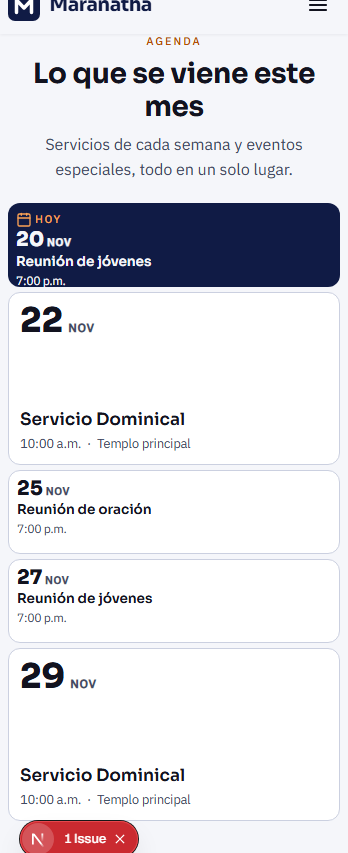 M Maranatha
AGENDA
Lo que se viene este
mes
Servicios de cada semana y eventos
especiales, todo en un solo lugar.
HOY
20 NOV
Reunión de jóvenes
7:00 p.m.
22 NOV
Servicio Dominical
10:00 a.m. · Templo principal
25 NOV
Reunión de oración
7:00 p.m.
27 NOV
Reunión de jóvenes
7:00 p.m.
29 NOV
Servicio Dominical
10:00 a.m. · Templo principal
N 1 Issue ×